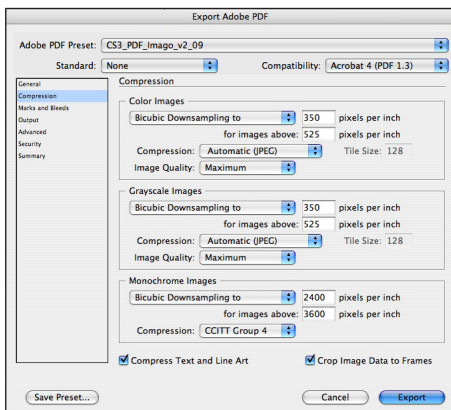 Export Adobe PDF
Adobe PDF Preset: CS3_PDF_Imago_v2_09
Standard: None Compatibility: Acrobat 4 (PDF 1.3)
General
Compression
Marks and Bleeds
Output
Advanced
Security
Summary
Compression
Color Images
Bicubic Downsampling to 350 pixels per inch
for images above: 525 pixels per inch
Compression: Automatic (JPEG) Tile Size: 128
Image Quality: Maximum
Grayscale Images
Bicubic Downsampling to 350 pixels per inch
for images above: 525 pixels per inch
Compression: Automatic (JPEG) Tile Size: 128
Image Quality: Maximum
Monochrome Images
Bicubic Downsampling to 2400 pixels per inch
for images above: 3600 pixels per inch
Compression: CCITT Group 4
Compress Text and Line Art Crop Image Data to Frames
Save Preset... Cancel Export